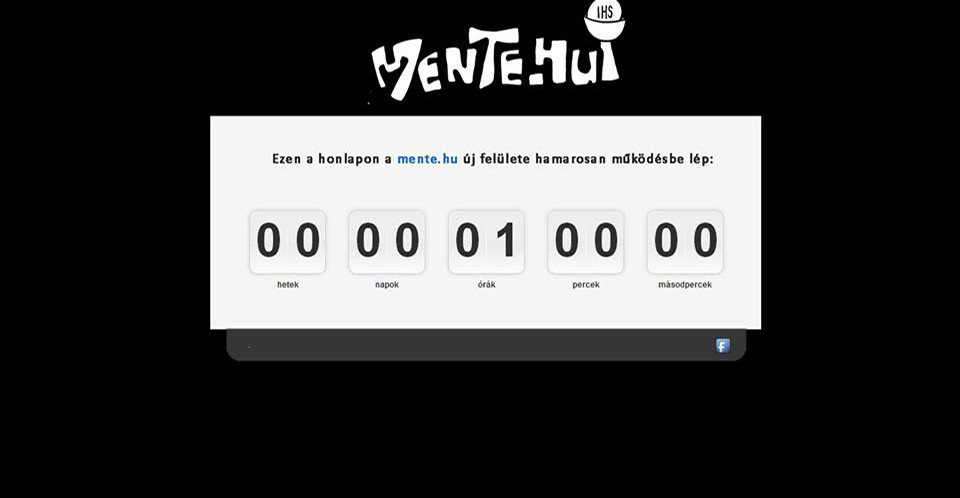 IHS
MENTE.HU
Ezen a honlapon a mente.hu új felülete hamarosan működésbe lép:
00 00 01 00 00
hetek napok órák percek másodpercek
f